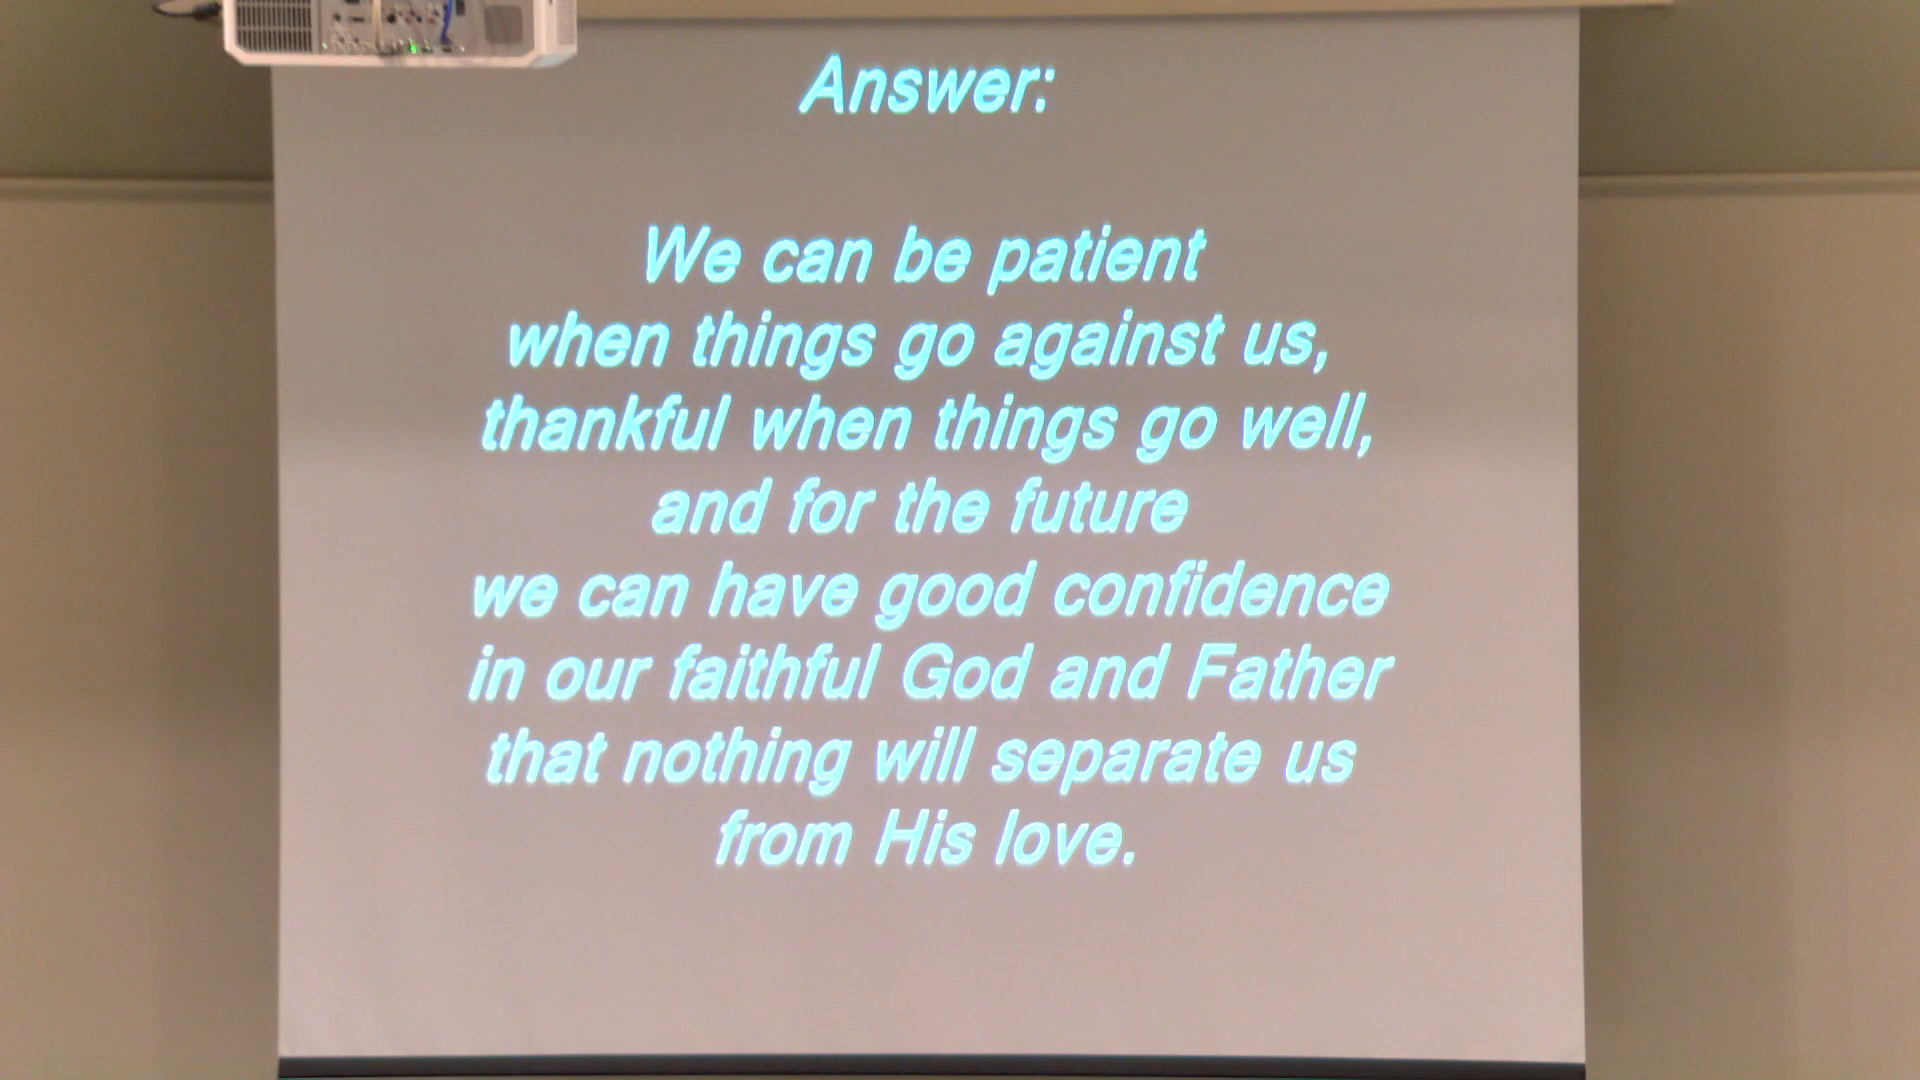 Answer:
We can be patient
when things go against us,
thankful when things go well,
and for the future
we can have good confidence
in our faithful God and Father
that nothing will separate us
from His love.